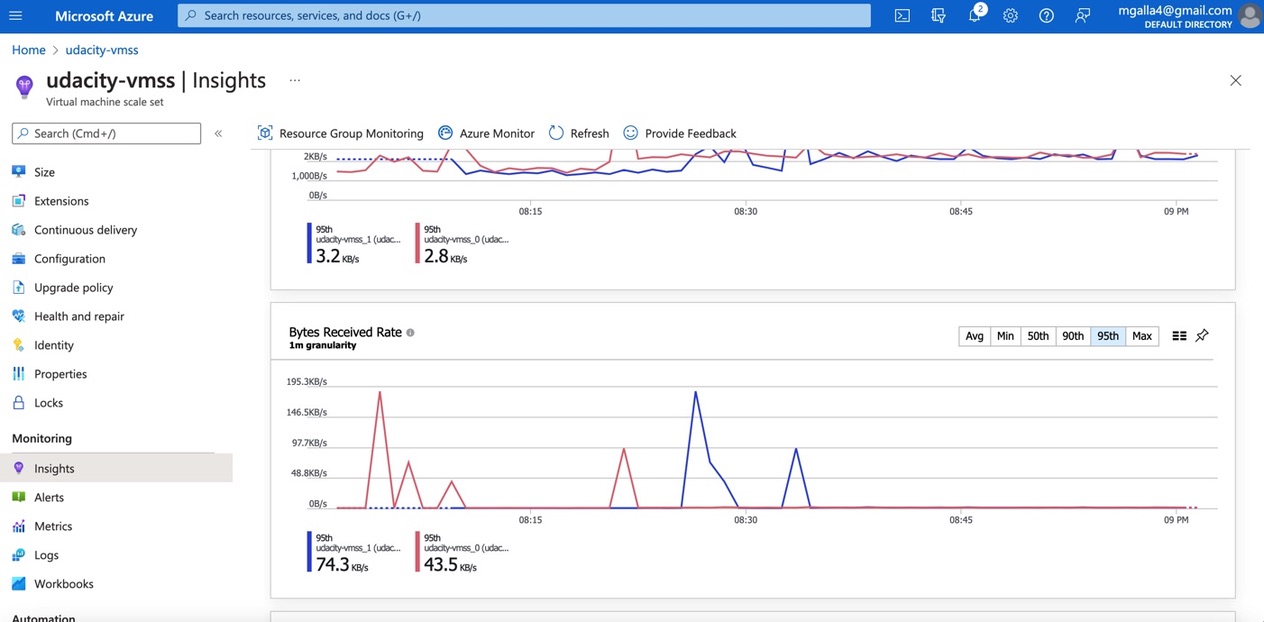 Microsoft Azure
Search resources, services, and docs (G+/)
2
mgalla4@gmail.com
DEFAULT DIRECTORY
Home > udacity-vmss
udacity-vmss | Insights ...
Virtual machine scale set
Search (Cmd+/)
«
Resource Group Monitoring Azure Monitor Refresh Provide Feedback
Size
Extensions
Continuous delivery
Configuration
Upgrade policy
Health and repair
Identity
Properties
Locks
Monitoring
Insights
Alerts
Metrics
Logs
Workbooks
Automation
2KB/s
1,000B/s
0B/s
08:15 08:30 08:45 09 PM
95th
udacity-vmss_1 (udac...
3.2 KB/s
95th
udacity-vmss_0 (udac...
2.8 KB/s
Bytes Received Rate
1m granularity
Avg Min 50th 90th 95th Max
195.3KB/s
146.5KB/s
97.7KB/s
48.8KB/s
0B/s
08:15 08:30 08:45 09 PM
95th
udacity-vmss_1 (udac...
74.3 KB/s
95th
udacity-vmss_0 (udac...
43.5 KB/s